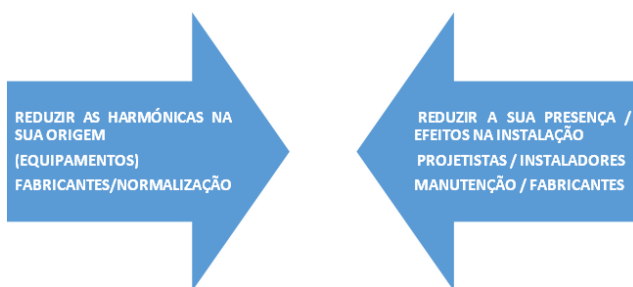 REDUZIR AS HARMÓNICAS NA
SUA ORIGEM
(EQUIPAMENTOS)
FABRICANTES/NORMALIZAÇÃO
REDUZIR A SUA PRESENÇA /
EFEITOS NA INSTALAÇÃO
PROJETISTAS / INSTALADORES
MANUTENÇÃO / FABRICANTES